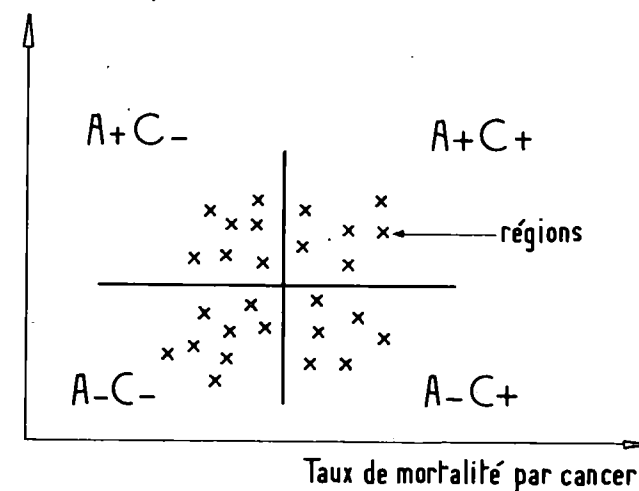 A+C- A+C+
régions
A-C- A-C+
Taux de mortalité par cancer